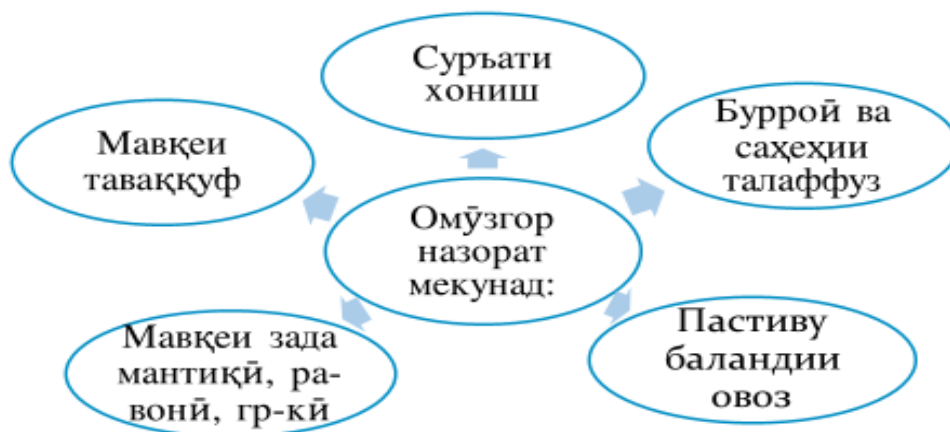 Суръати
хониш
Бурроӣ ва
саҳеҳии
талаффуз
Мавқеи
таваққуф
Омӯзгор
назорат
мекунад:
Мавқеи зада
мантиқӣ, ра-
вонӣ, гр-кӣ
Пастиву
баландии
овоз